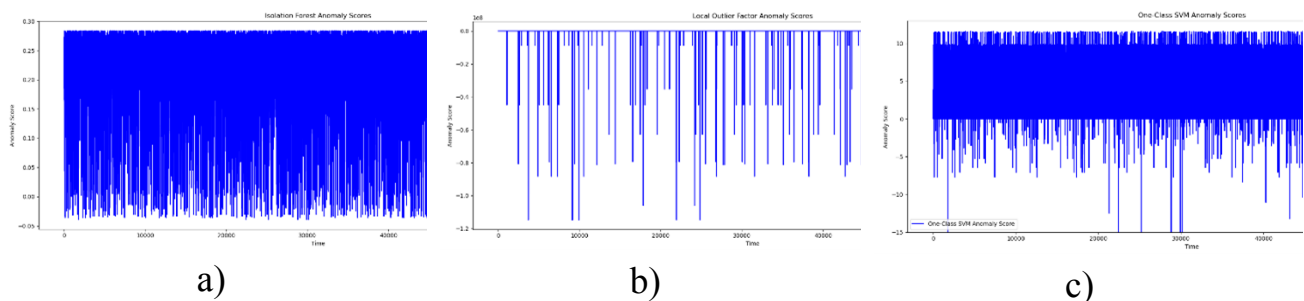 Isolation Forest Anomaly Scores
0.30
0.25
0.20
0.15
0.10
0.05
0.00
−0.05
Anomaly Score
0
10000
20000
30000
40000
Time
a)
Local Outlier Factor Anomaly Scores
1e8
0.0
−0.2
−0.4
−0.6
−0.8
−1.0
−1.2
Anomaly Score
0
10000
20000
30000
40000
Time
b)
One-Class SVM Anomaly Scores
10
5
0
−5
−10
−15
Anomaly Score
One-Class SVM Anomaly Score
0
10000
20000
30000
40000
Time
c)